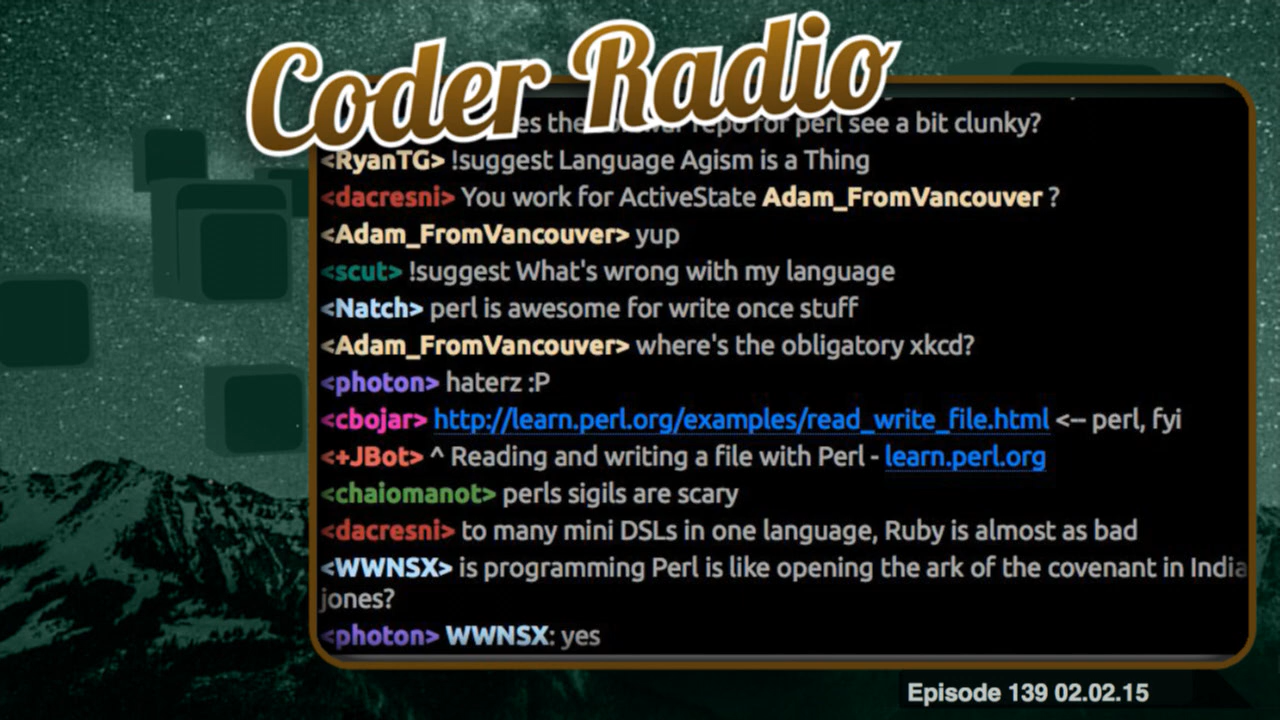 Coder Radio
es the repo for perl see a bit clunky?
<RyanTG> !suggest Language Agism is a Thing
<dacresni> You work for ActiveState Adam_FromVancouver ?
<Adam_FromVancouver> yup
<scut> !suggest What's wrong with my language
<Natch> perl is awesome for write once stuff
<Adam_FromVancouver> where's the obligatory xkcd?
<photon> haterz :P
<cbojar> http://learn.perl.org/examples/read_write_file.html <-- perl, fyi
<+JBot> ^ Reading and writing a file with Perl - learn.perl.org
<chaiomanot> perls sigils are scary
<dacresni> to many mini DSLs in one language, Ruby is almost as bad
<WWNSX> is programming Perl is like opening the ark of the covenant in India
jones?
<photon> WWNSX: yes
Episode 139 02.02.15